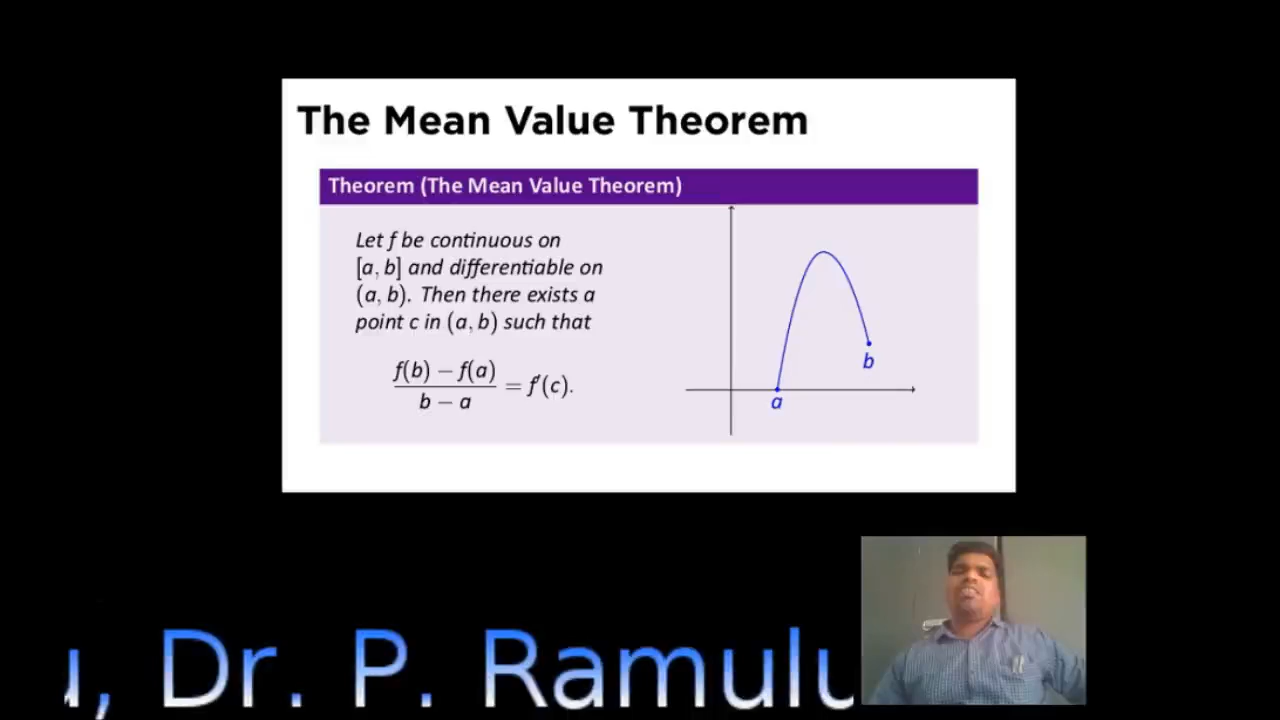 The Mean Value Theorem
Theorem (The Mean Value Theorem)
Let f be continuous on
[a, b] and differentiable on
(a, b). Then there exists a
point c in (a, b) such that
f(b) − f(a)
b − a
= f′(c).
b
a
, Dr. P. Ramulu